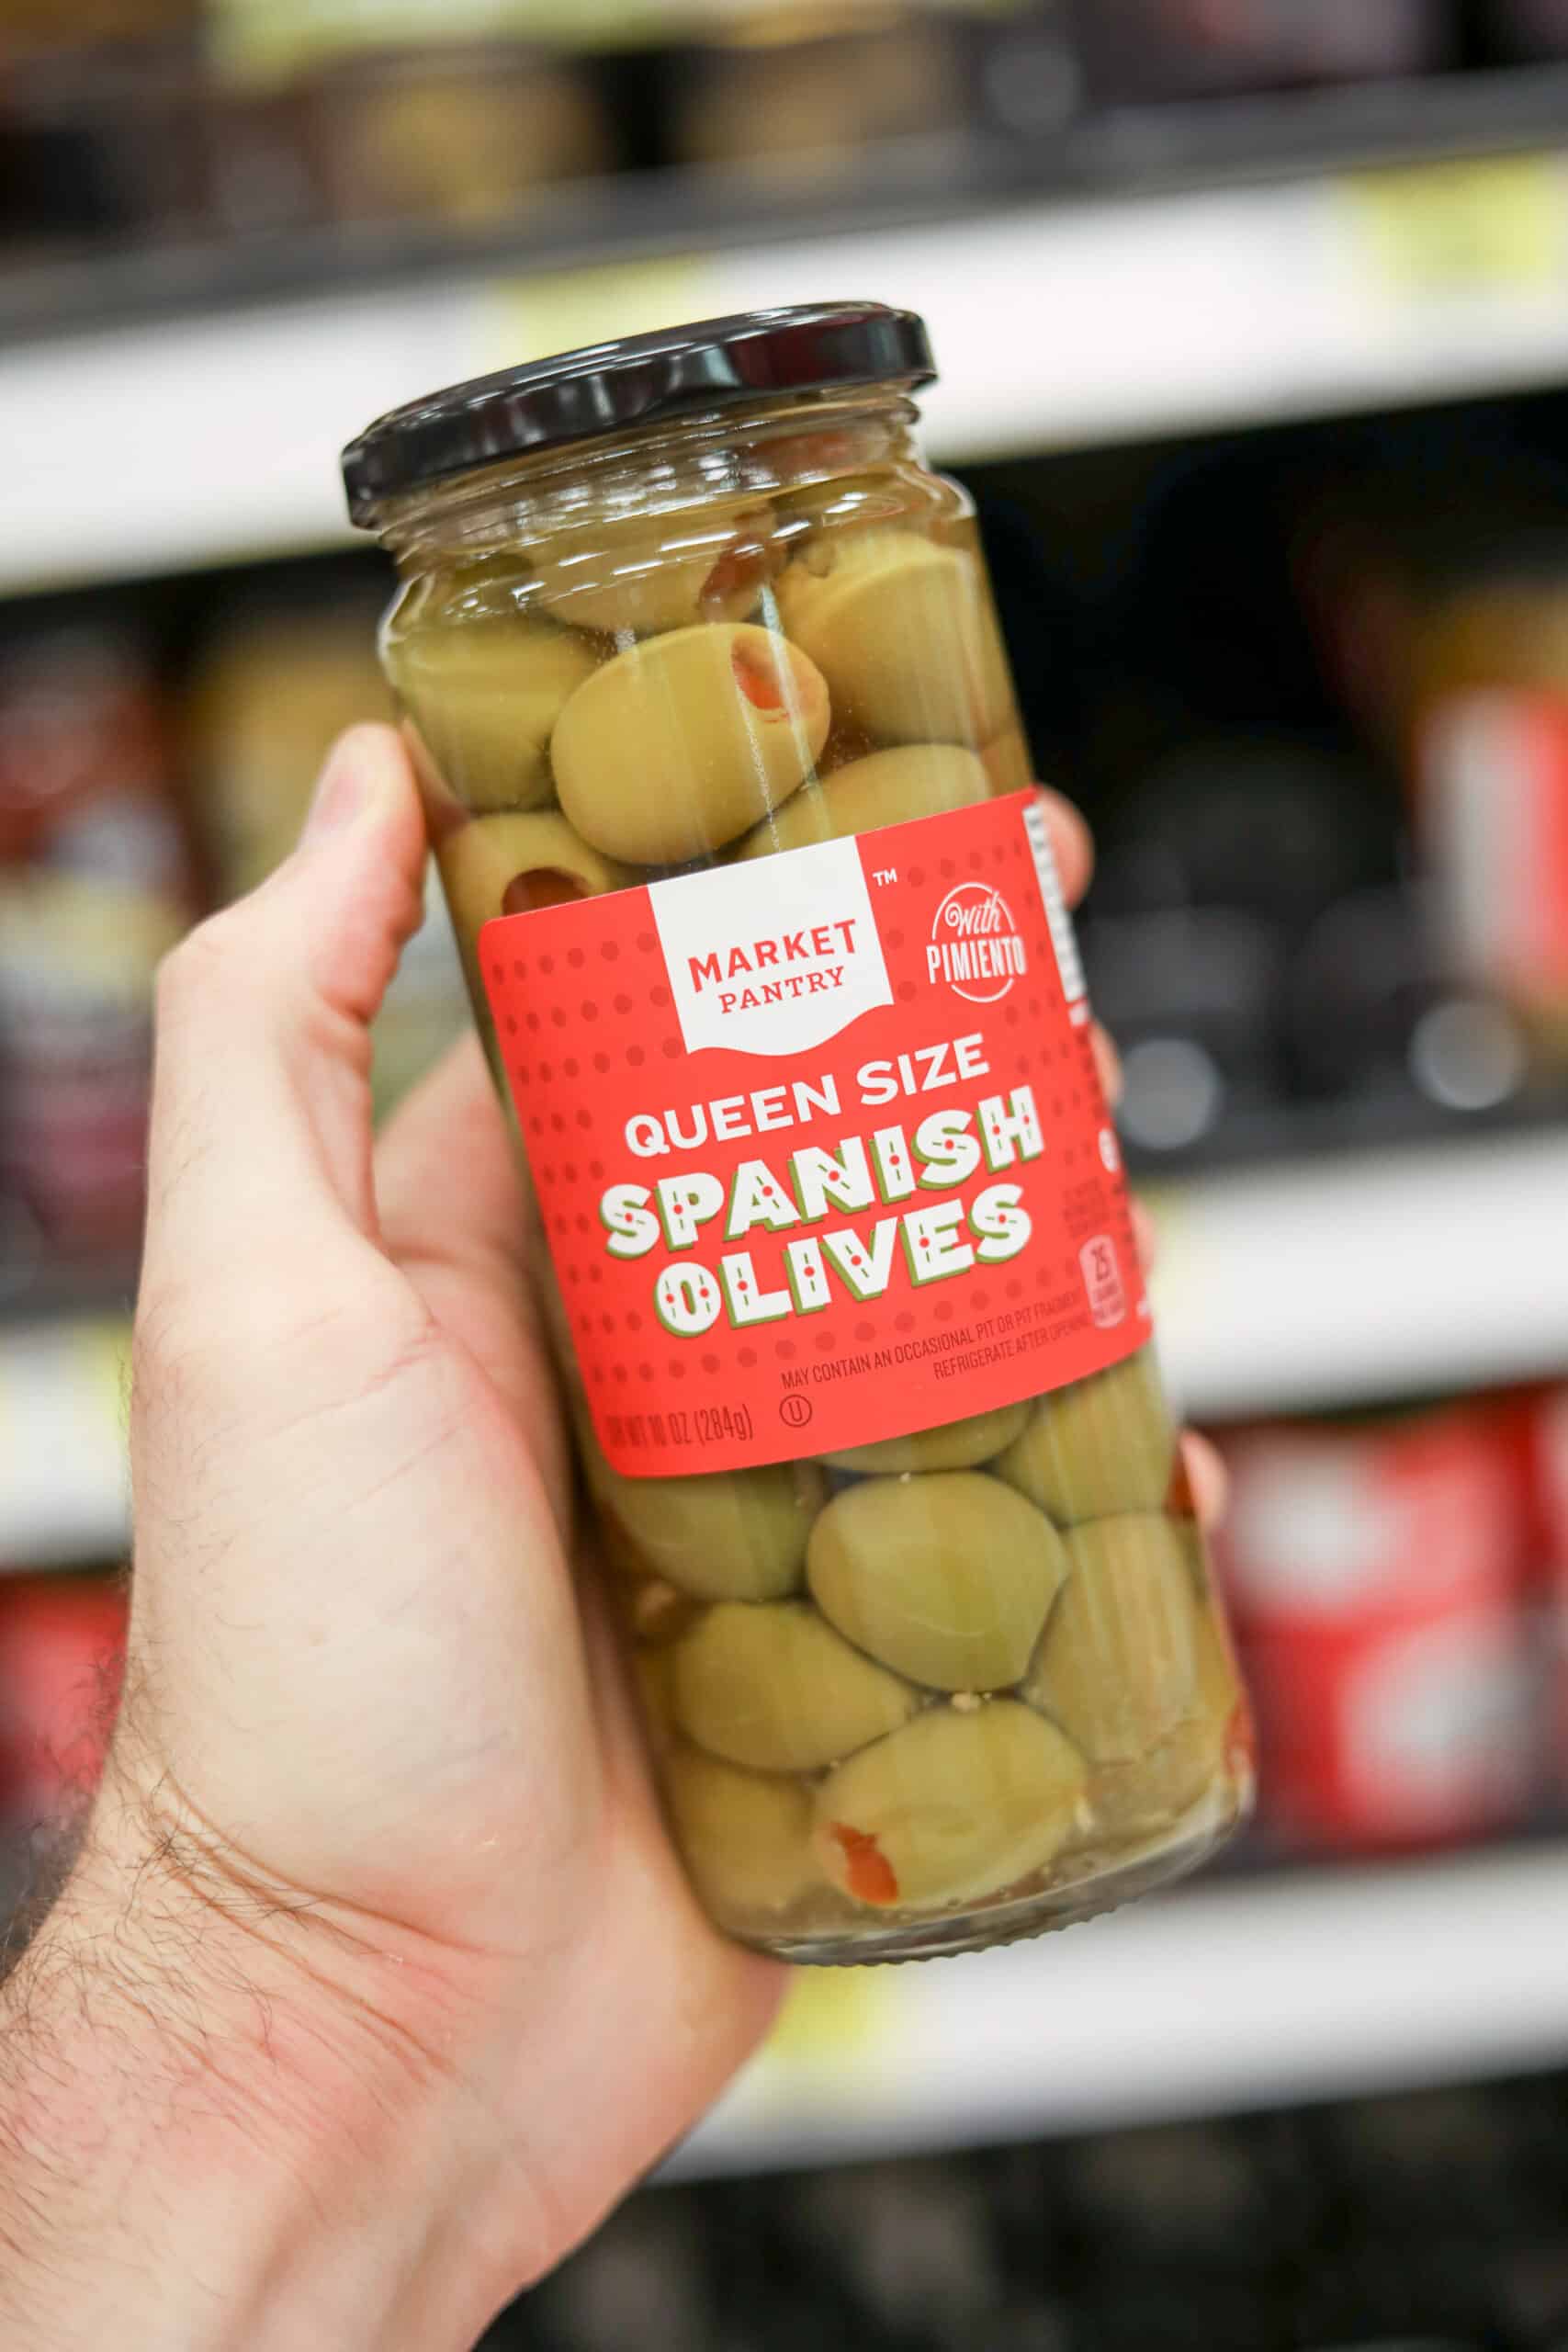 MARKET
PANTRY
™
With
PIMIENTO
QUEEN SIZE
SPANISH
OLIVES
MAY CONTAIN AN OCCASIONAL PIT OR PIT FRAGMENT
REFRIGERATE AFTER OPENING
WT 10 OZ (284g)
U
25